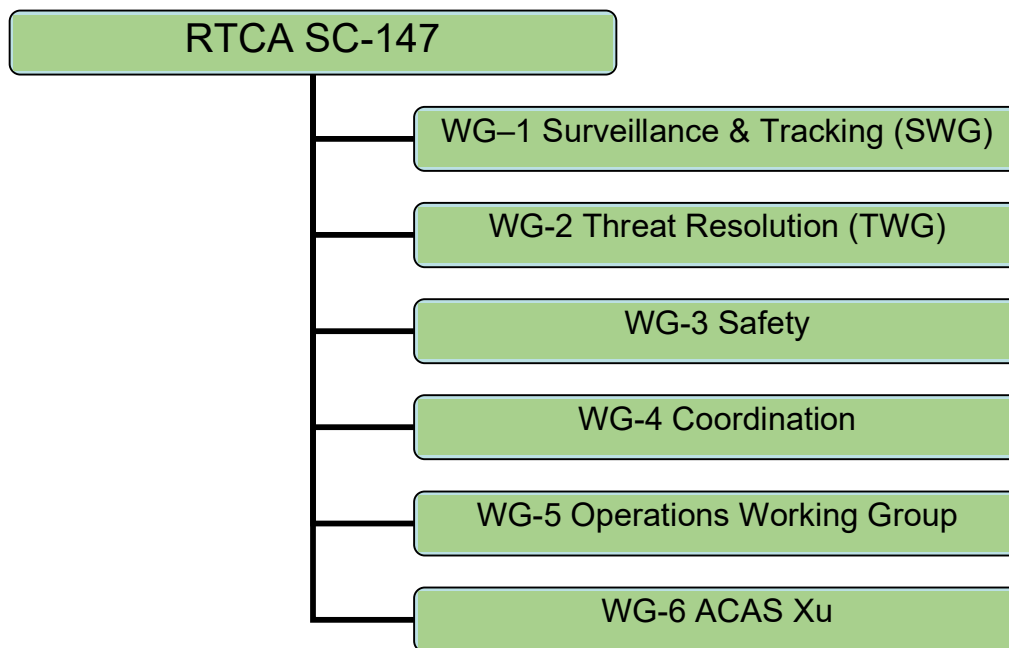 RTCA SC-147
WG–1 Surveillance & Tracking (SWG)
WG-2 Threat Resolution (TWG)
WG-3 Safety
WG-4 Coordination
WG-5 Operations Working Group
WG-6 ACAS Xu